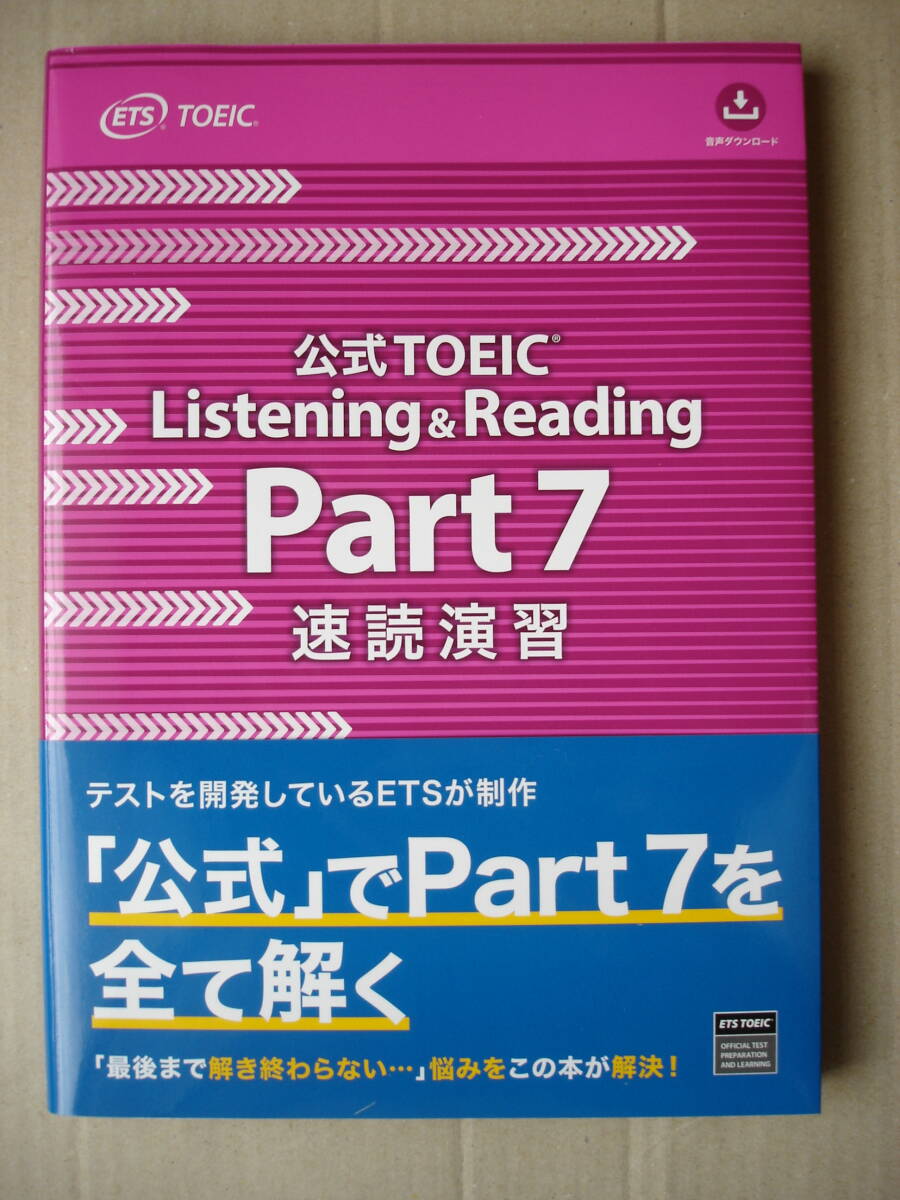 ETS® TOEIC®
音声ダウンロード
公式TOEIC®
Listening & Reading
Part 7
速読演習
テストを開発しているETSが制作
「公式」でPart 7を
全て解く
「最後まで解き終わらない…」悩みをこの本が解決！
ETS TOEIC®
OFFICIAL TEST
PREPARATION
AND LEARNING